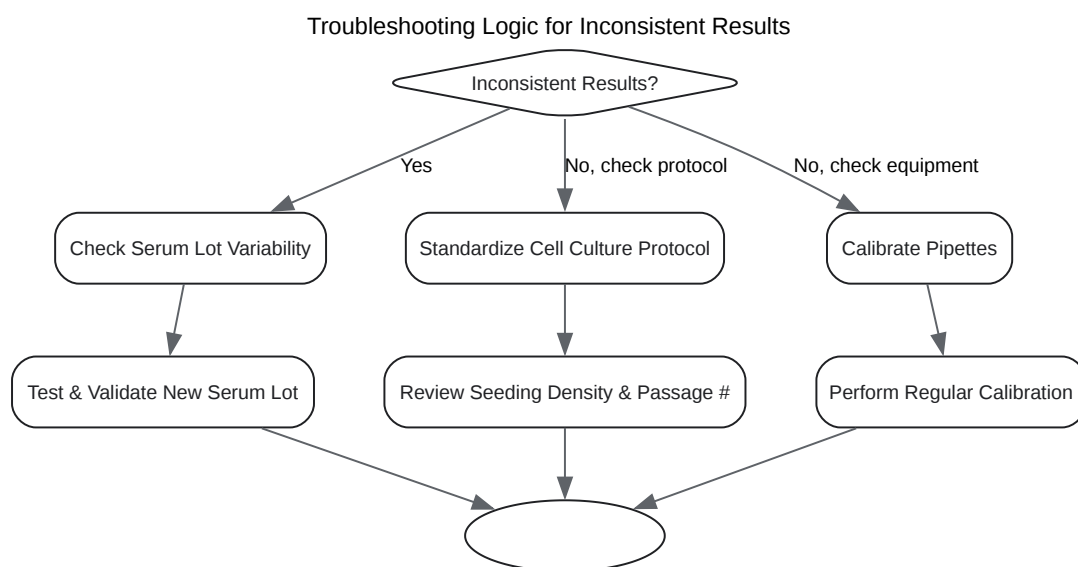 Troubleshooting Logic for Inconsistent Results
Inconsistent Results?
Yes
No, check protocol
No, check equipment
Check Serum Lot Variability
Standardize Cell Culture Protocol
Calibrate Pipettes
Test & Validate New Serum Lot
Review Seeding Density & Passage #
Perform Regular Calibration